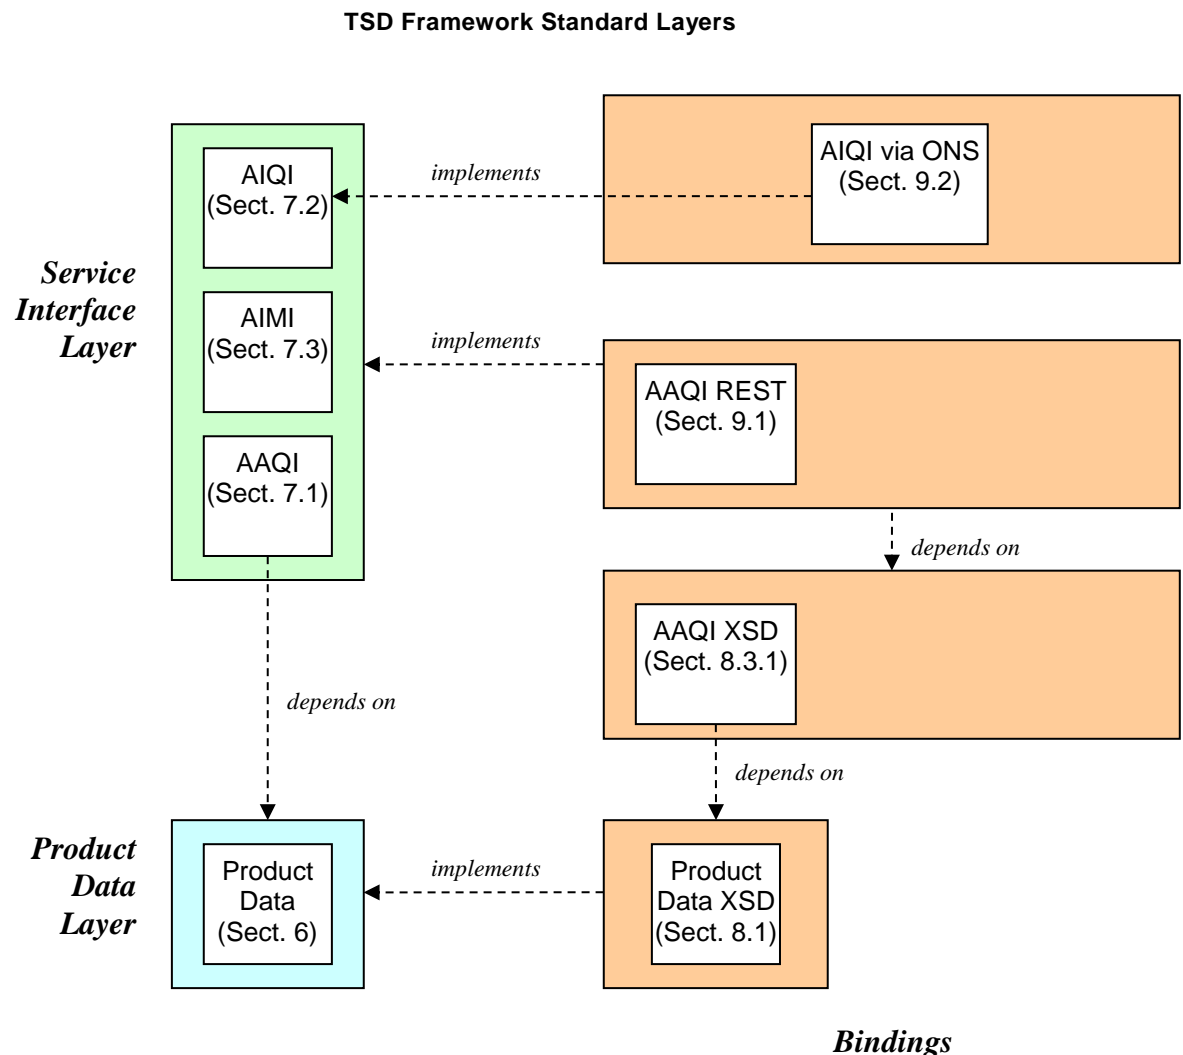 TSD Framework Standard Layers
AIQI
(Sect. 7.2)
implements
AIQI via ONS
(Sect. 9.2)
Service
Interface
Layer
AIMI
(Sect. 7.3)
implements
AAQI REST
(Sect. 9.1)
AAQI
(Sect. 7.1)
depends on
AAQI XSD
(Sect. 8.3.1)
depends on
depends on
Product
Data
Layer
Product
Data
(Sect. 6)
implements
Product
Data XSD
(Sect. 8.1)
Bindings